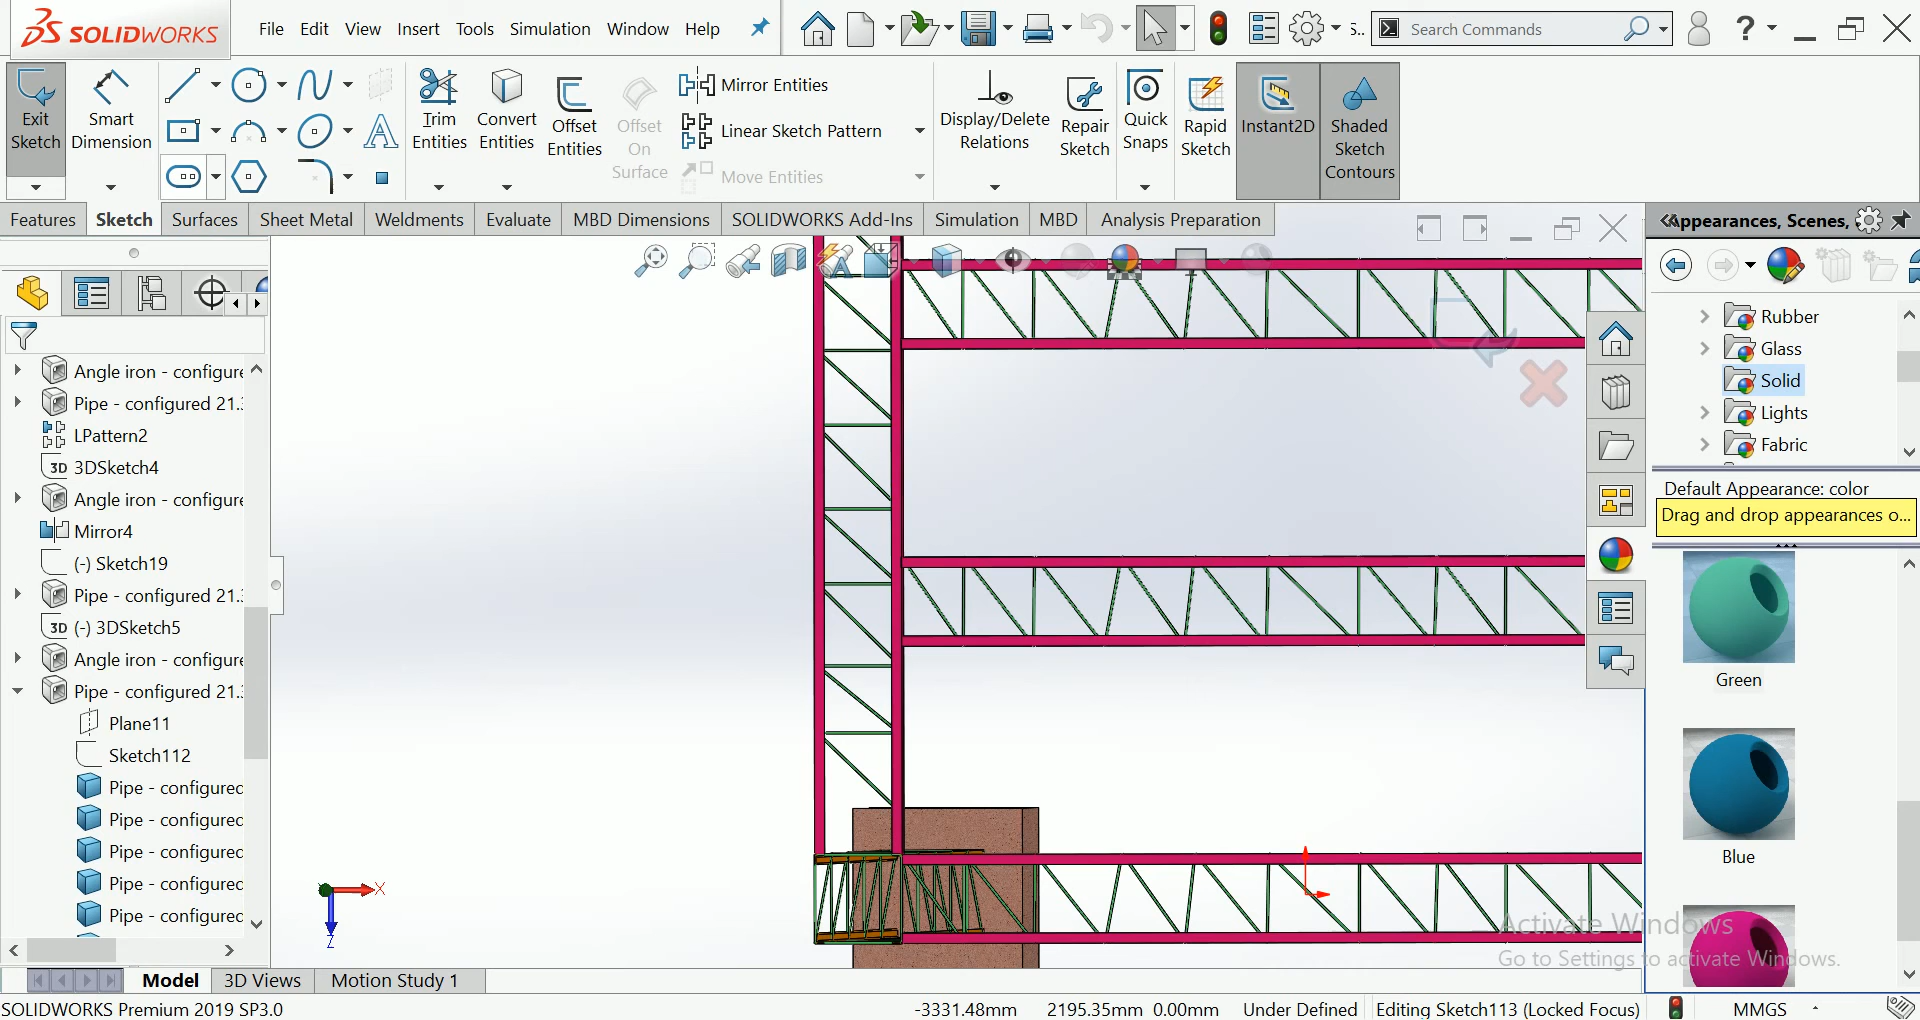 SOLIDWORKS File Edit View Insert Tools Simulation Window Help S... Search Commands ?
Exit Sketch
Smart Dimension
Trim Entities
Convert Entities
Offset Entities
Offset On Surface
Mirror Entities
Linear Sketch Pattern
Move Entities
Display/Delete Relations
Repair Sketch
Quick Snaps
Rapid Sketch
Instant2D
Shaded Sketch Contours
Features Sketch Surfaces Sheet Metal Weldments Evaluate MBD Dimensions SOLIDWORKS Add-Ins Simulation MBD Analysis Preparation
Appearances, Scenes,
Angle iron - configure
Pipe - configured 21.:
LPattern2
3D 3DSketch4
Angle iron - configure
Mirror4
(-) Sketch19
Pipe - configured 21.:
3D (-) 3DSketch5
Angle iron - configure
Pipe - configured 21.:
Plane11
Sketch112
Pipe - configured
Pipe - configured
Pipe - configured
Pipe - configured
Pipe - configured
X
Z
Rubber
Glass
Solid
Lights
Fabric
Default Appearance: color
Drag and drop appearances o...
Green
Blue
Activate Windows
Go to Settings to activate Windows.
Model 3D Views Motion Study 1
SOLIDWORKS Premium 2019 SP3.0 -3331.48mm 2195.35mm 0.00mm Under Defined Editing Sketch113 (Locked Focus) MMGS